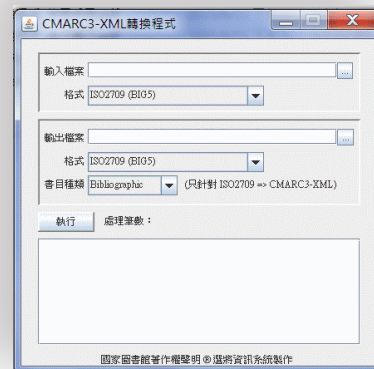 CMARC3-XML轉換程式
輸入檔案 ...
格式 ISO2709 (BIG5)
輸出檔案 ...
格式 ISO2709 (BIG5)
書目種類 Bibliographic (只針對 ISO2709 => CMARC3-XML)
執行 處理筆數：
國家圖書館著作權聲明 ® 選將資訊系統製作